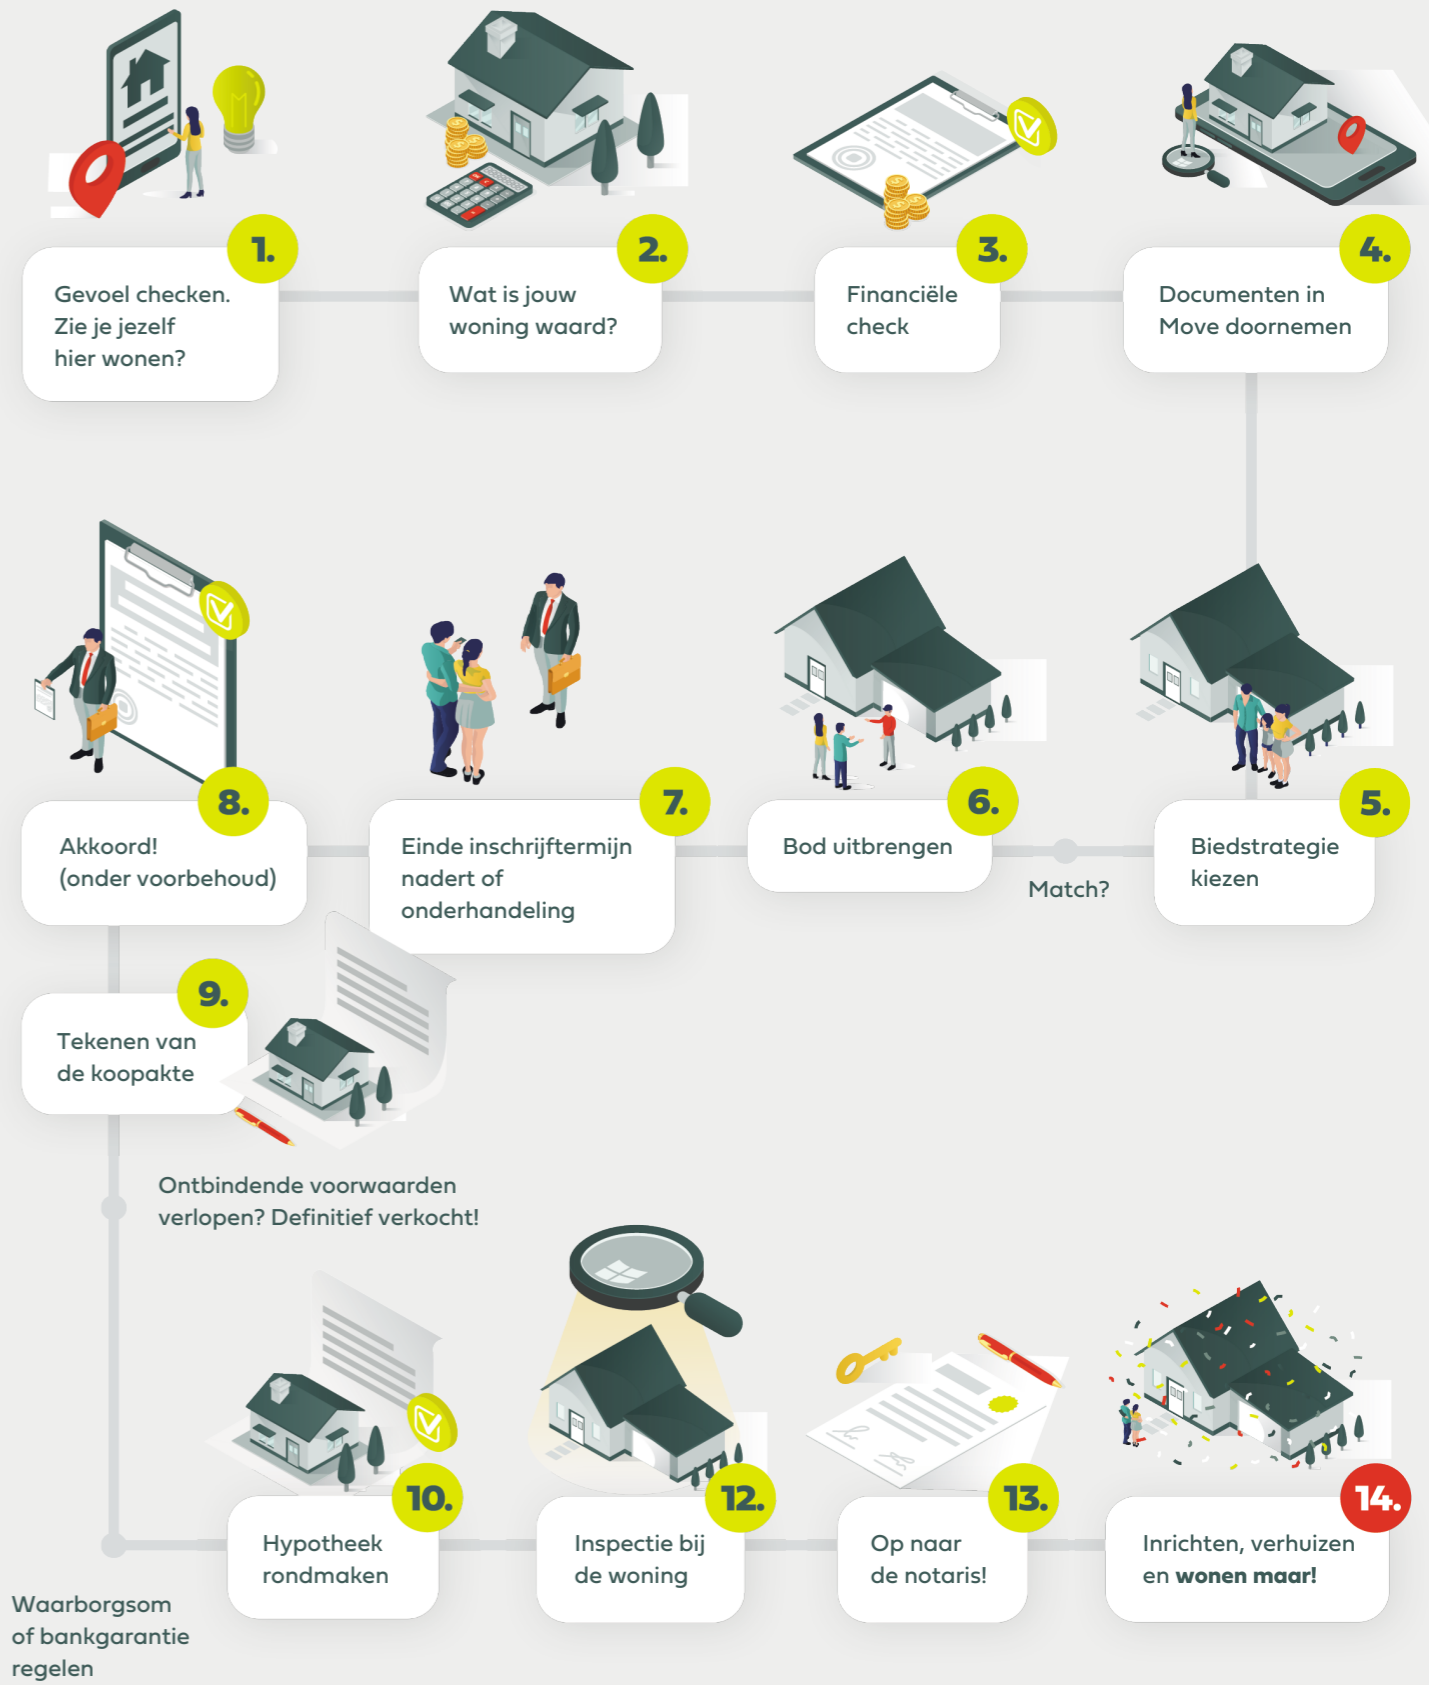 1.
Gevoel checken.
Zie je jezelf
hier wonen?
2.
Wat is jouw
woning waard?
3.
Financiële
check
4.
Documenten in
Move doornemen
5.
Biedstrategie
kiezen
Match?
6.
Bod uitbrengen
7.
Einde inschrijftermijn
nadert of
onderhandeling
8.
Akkoord!
(onder voorbehoud)
9.
Tekenen van
de koopakte
Ontbindende voorwaarden
verlopen? Definitief verkocht!
Waarborgsom
of bankgarantie
regelen
10.
Hypotheek
rondmaken
12.
Inspectie bij
de woning
13.
Op naar
de notaris!
14.
Inrichten, verhuizen
en wonen maar!